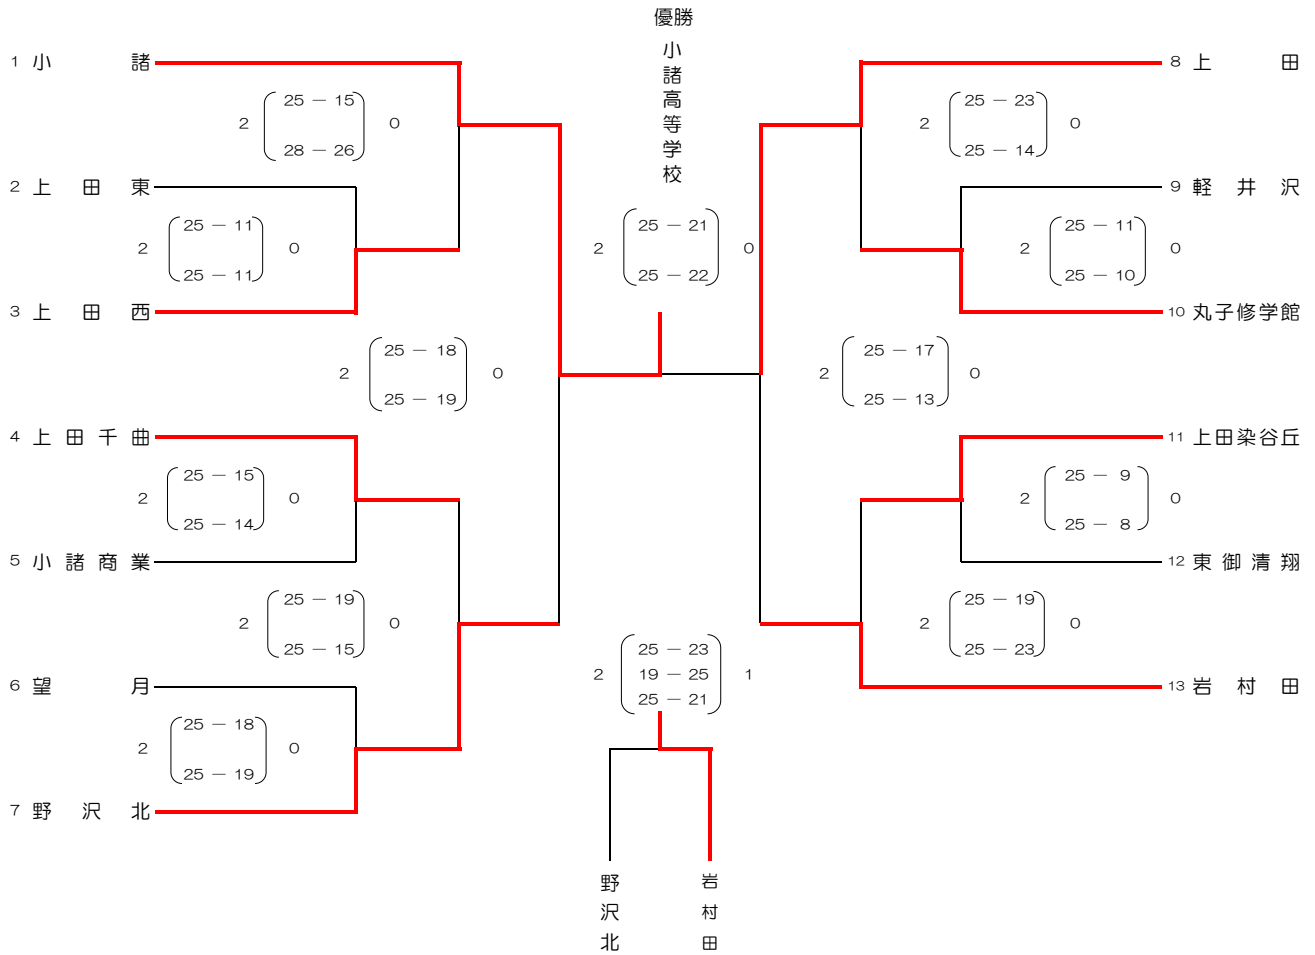 優勝
小諸高等学校
1 小諸
25 － 15
2 0
28 － 26
2 上田東
25 － 11
2 0
25 － 11
3 上田西
25 － 18
2 0
25 － 19
4 上田千曲
25 － 15
2 0
25 － 14
5 小諸商業
25 － 19
2 0
25 － 15
6 望月
25 － 18
2 0
25 － 19
7 野沢北
25 － 21
2 0
25 － 22
25 － 23
2 19 － 25 1
25 － 21
野沢北
岩村田
8 上田
25 － 23
2 0
25 － 14
9 軽井沢
25 － 11
2 0
25 － 10
10 丸子修学館
25 － 17
2 0
25 － 13
11 上田染谷丘
25 － 9
2 0
25 － 8
12 東御清翔
25 － 19
2 0
25 － 23
13 岩村田